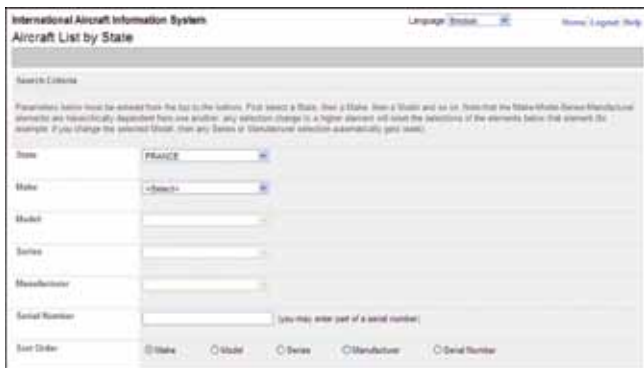 International Aircraft Information System
Language English
Home Logout Help
Aircraft List by State
Search Criteria
Parameters below must be entered from the top to the bottom. First select a State, then a Make, then a Model and so on. Note that the Make-Model-Series-Manufacturer
elements are hierarchically dependent from one another: any selection change to a higher element will reset the selections of the elements below that element (for
example, if you change the selected Model, then any Series or Manufacturer selection automatically gets reset).
State
FRANCE
Make
<Select>
Model
Series
Manufacturer
Serial Number
(you may enter part of a serial number)
Sort Order
Make
Model
Series
Manufacturer
Serial Number